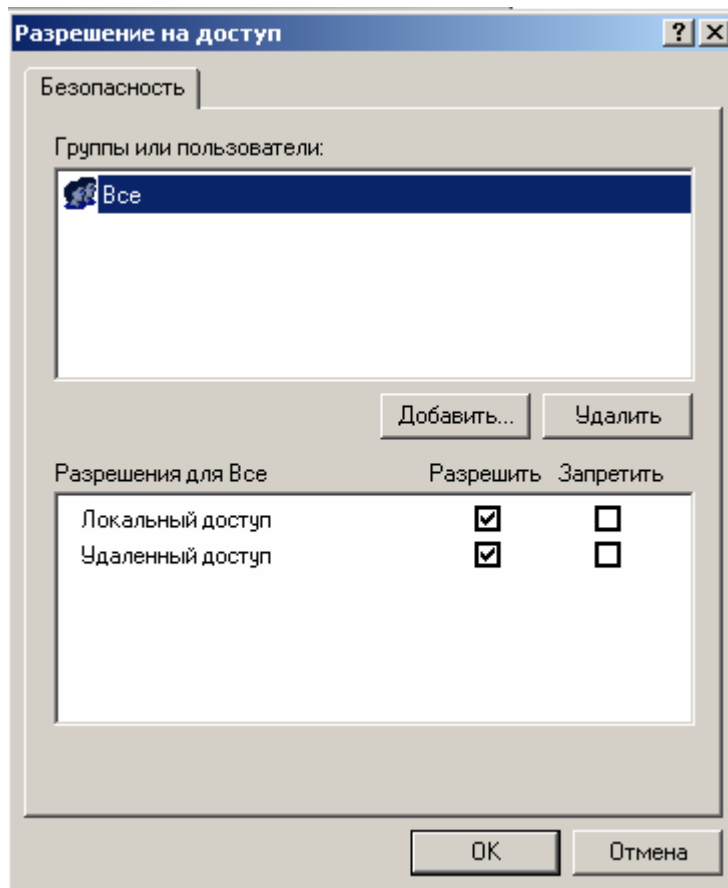 Разрешение на доступ
Безопасность
Группы или пользователи:
Все
Добавить... Удалить
Разрешения для Все Разрешить Запретить
Локальный доступ
Удаленный доступ
OK Отмена